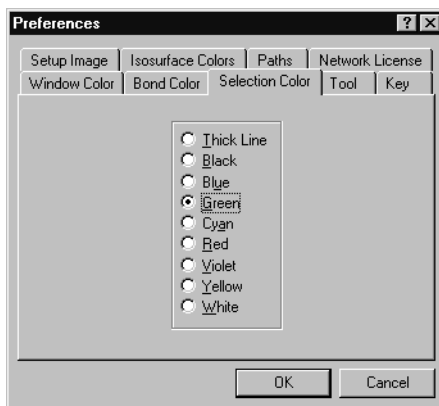 Preferences
Setup Image Isosurface Colors Paths Network License
Window Color Bond Color Selection Color Tool Key
Thick Line
Black
Blue
Green
Cyan
Red
Violet
Yellow
White
OK Cancel